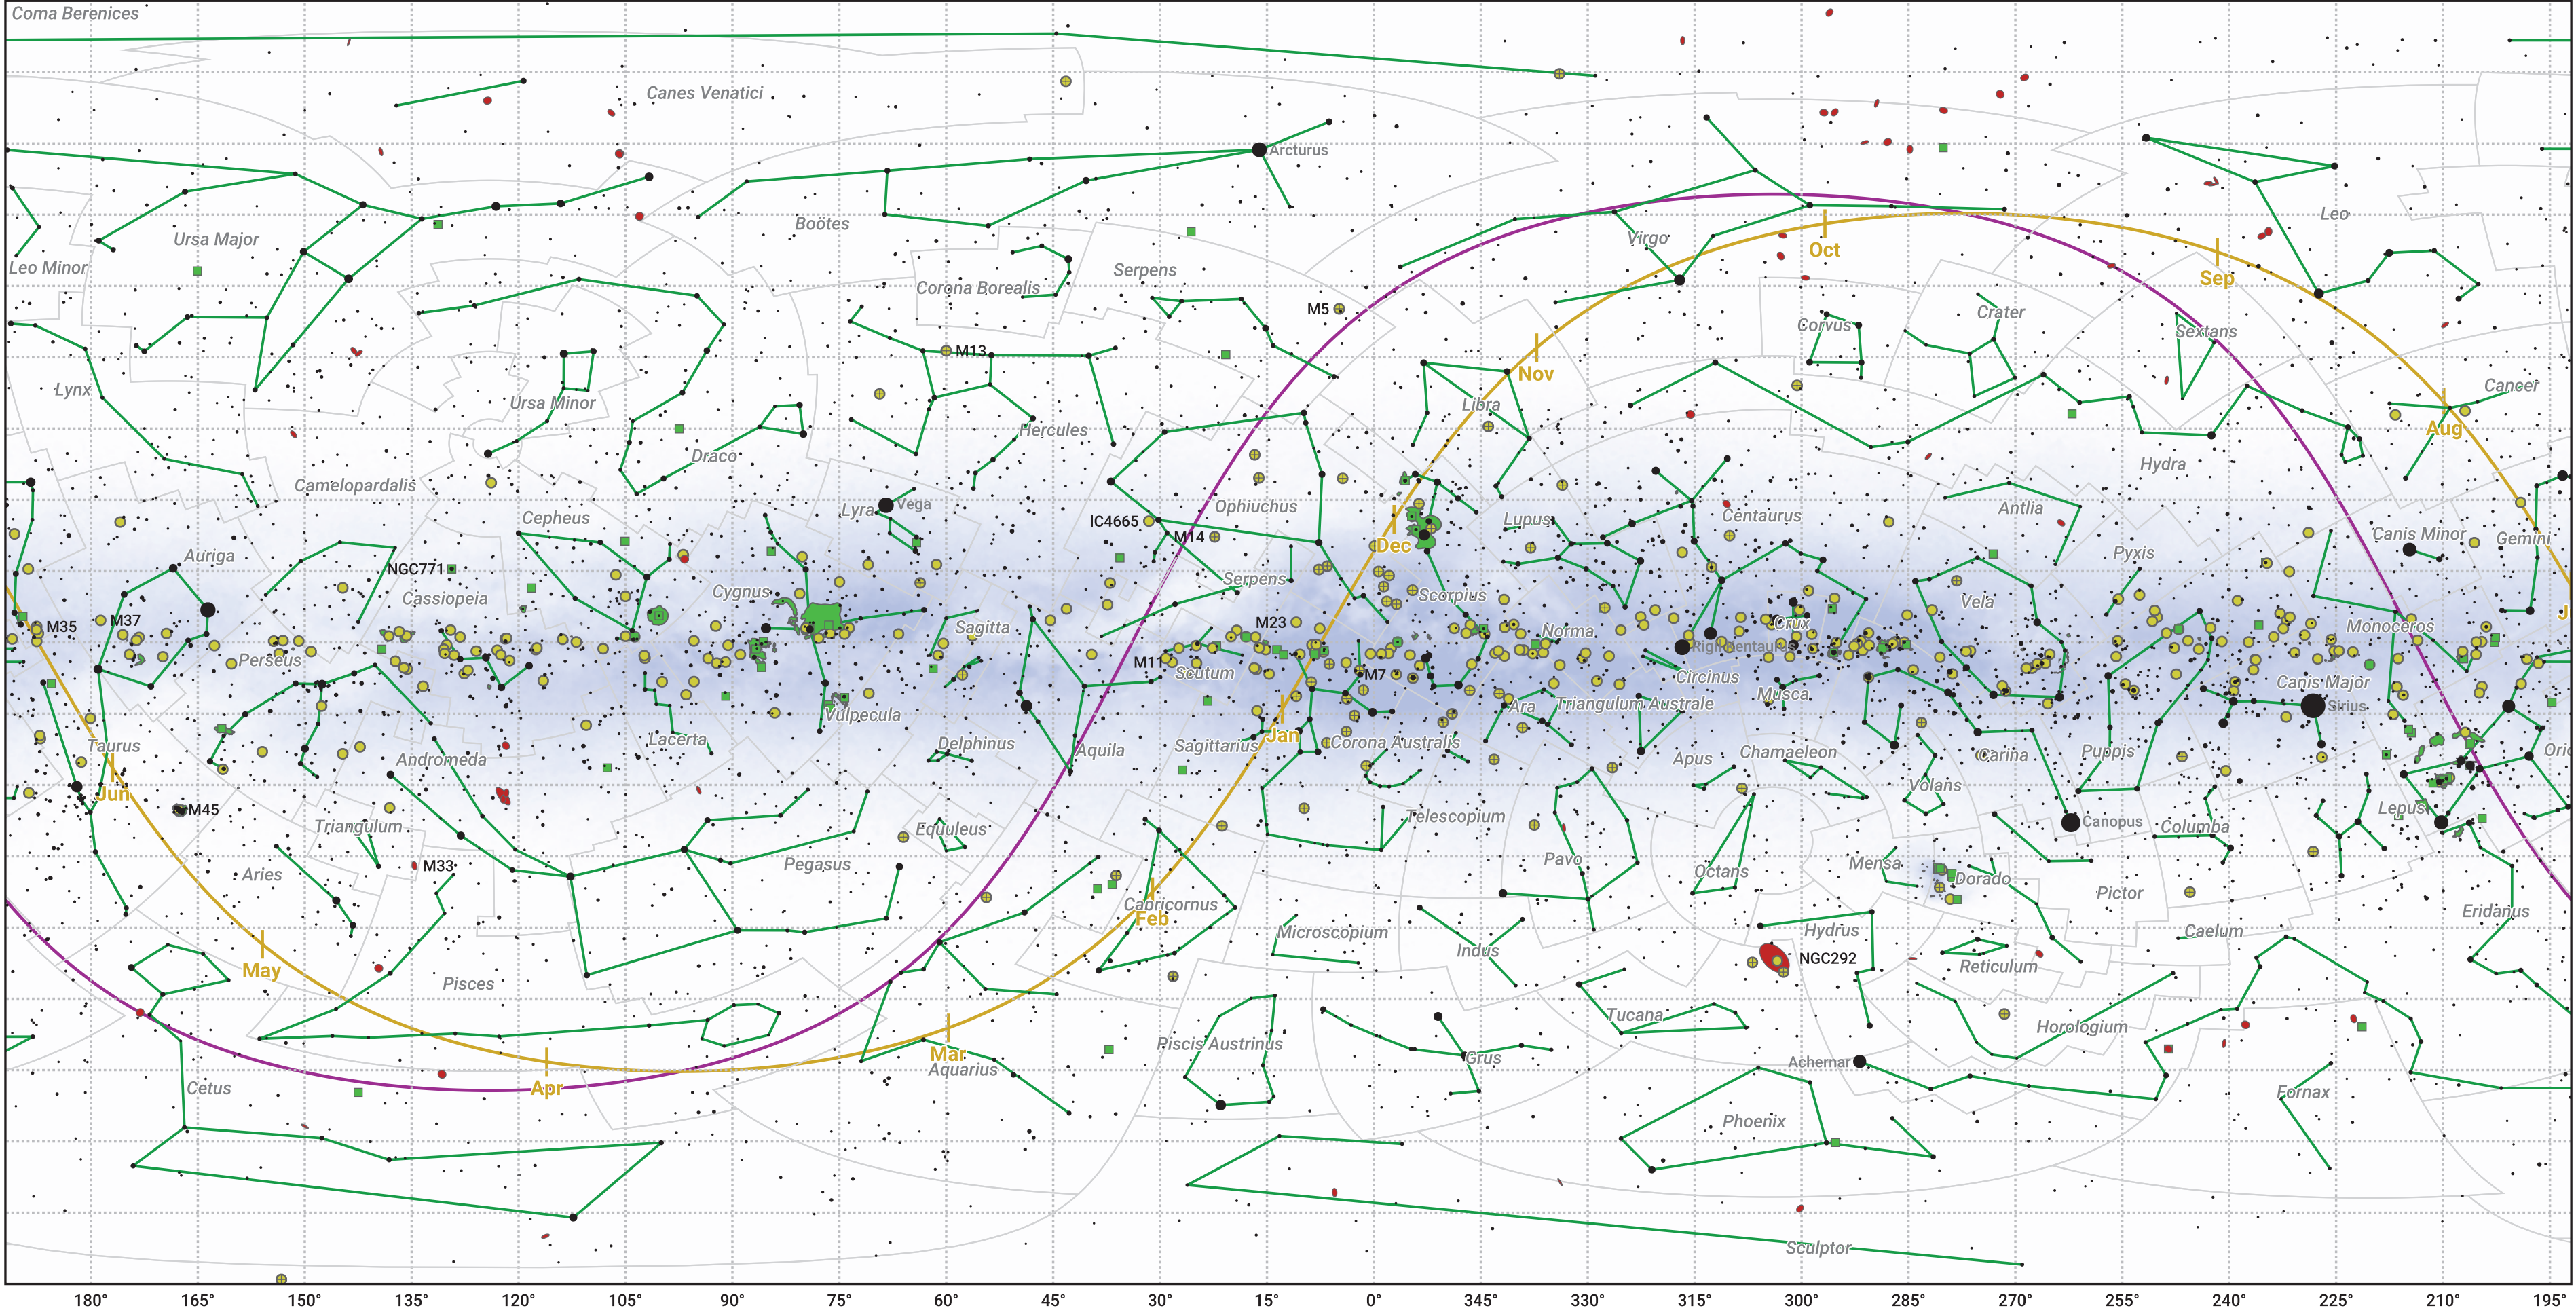 Coma Berenices
Canes Venatici
Arcturus
Boötes
Ursa Major
Leo Minor
Virgo
Leo
Oct
Sep
Serpens
Corona Borealis
M5
Corvus
Crater
Sextans
M13
Nov
Lynx
Ursa Minor
Libra
Cancer
Aug
Hercules
Draco
Hydra
Camelopardalis
Lyra
Vega
Ophiuchus
Antlia
Cepheus
IC4665
Lupus
Centaurus
M14
Dec
Canis Minor
Gemini
Auriga
Pyxis
NGC771
Cassiopeia
Cygnus
Serpens
Scorpius
Vela
M35
M37
Sagitta
M23
Norma
Crux
Monoceros
J
Perseus
M11
Scutum
M7
Circinus
Musca
Canis Major
Sirius
Vulpecula
Ara
Triangulum Australe
Taurus
Andromeda
Lacerta
Delphinus
Aquila
Sagittarius
Jan
Corona Australis
Apus
Chamaeleon
Carina
Puppis
Ori
Jun
M45
Volans
Lepus
Triangulum
Equuleus
Telescopium
Canopus
Columba
M33
Aries
Pegasus
Pavo
Octans
Mensa
Dorado
Pictor
Capricornus
Feb
Eridanus
Microscopium
Hydrus
Caelum
May
Indus
NGC292
Reticulum
Pisces
Tucana
Horologium
Mar
Piscis Austrinus
Grus
Achernar
Aquarius
Apr
Cetus
Fornax
Phoenix
Sculptor
180° 165° 150° 135° 120° 105° 90° 75° 60° 45° 30° 15° 0° 345° 330° 315° 300° 285° 270° 255° 240° 225° 210° 195°